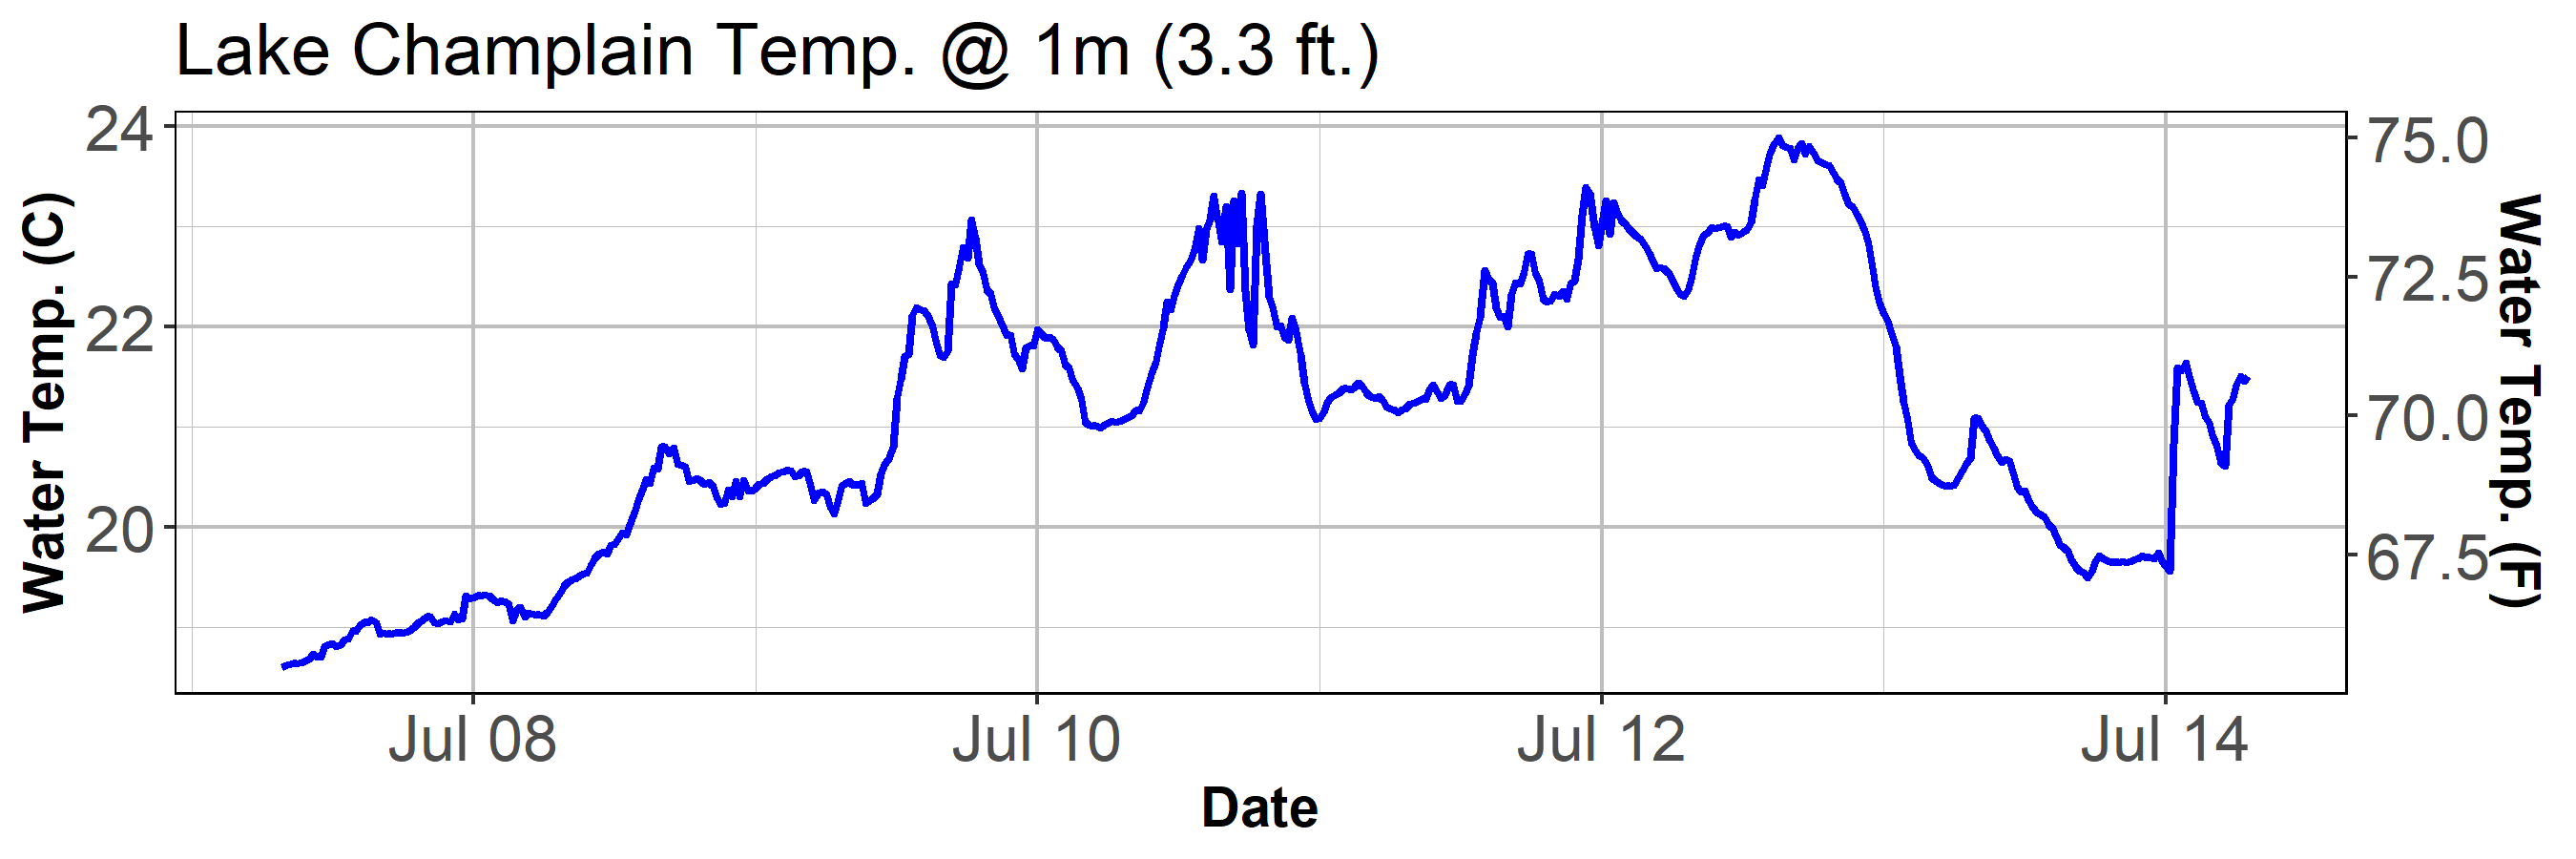 Lake Champlain Temp. @ 1m (3.3 ft.)
Water Temp. (C)
24
22
20
75.0
72.5
70.0
67.5
Water Temp. (F)
Jul 08
Jul 10
Jul 12
Jul 14
Date